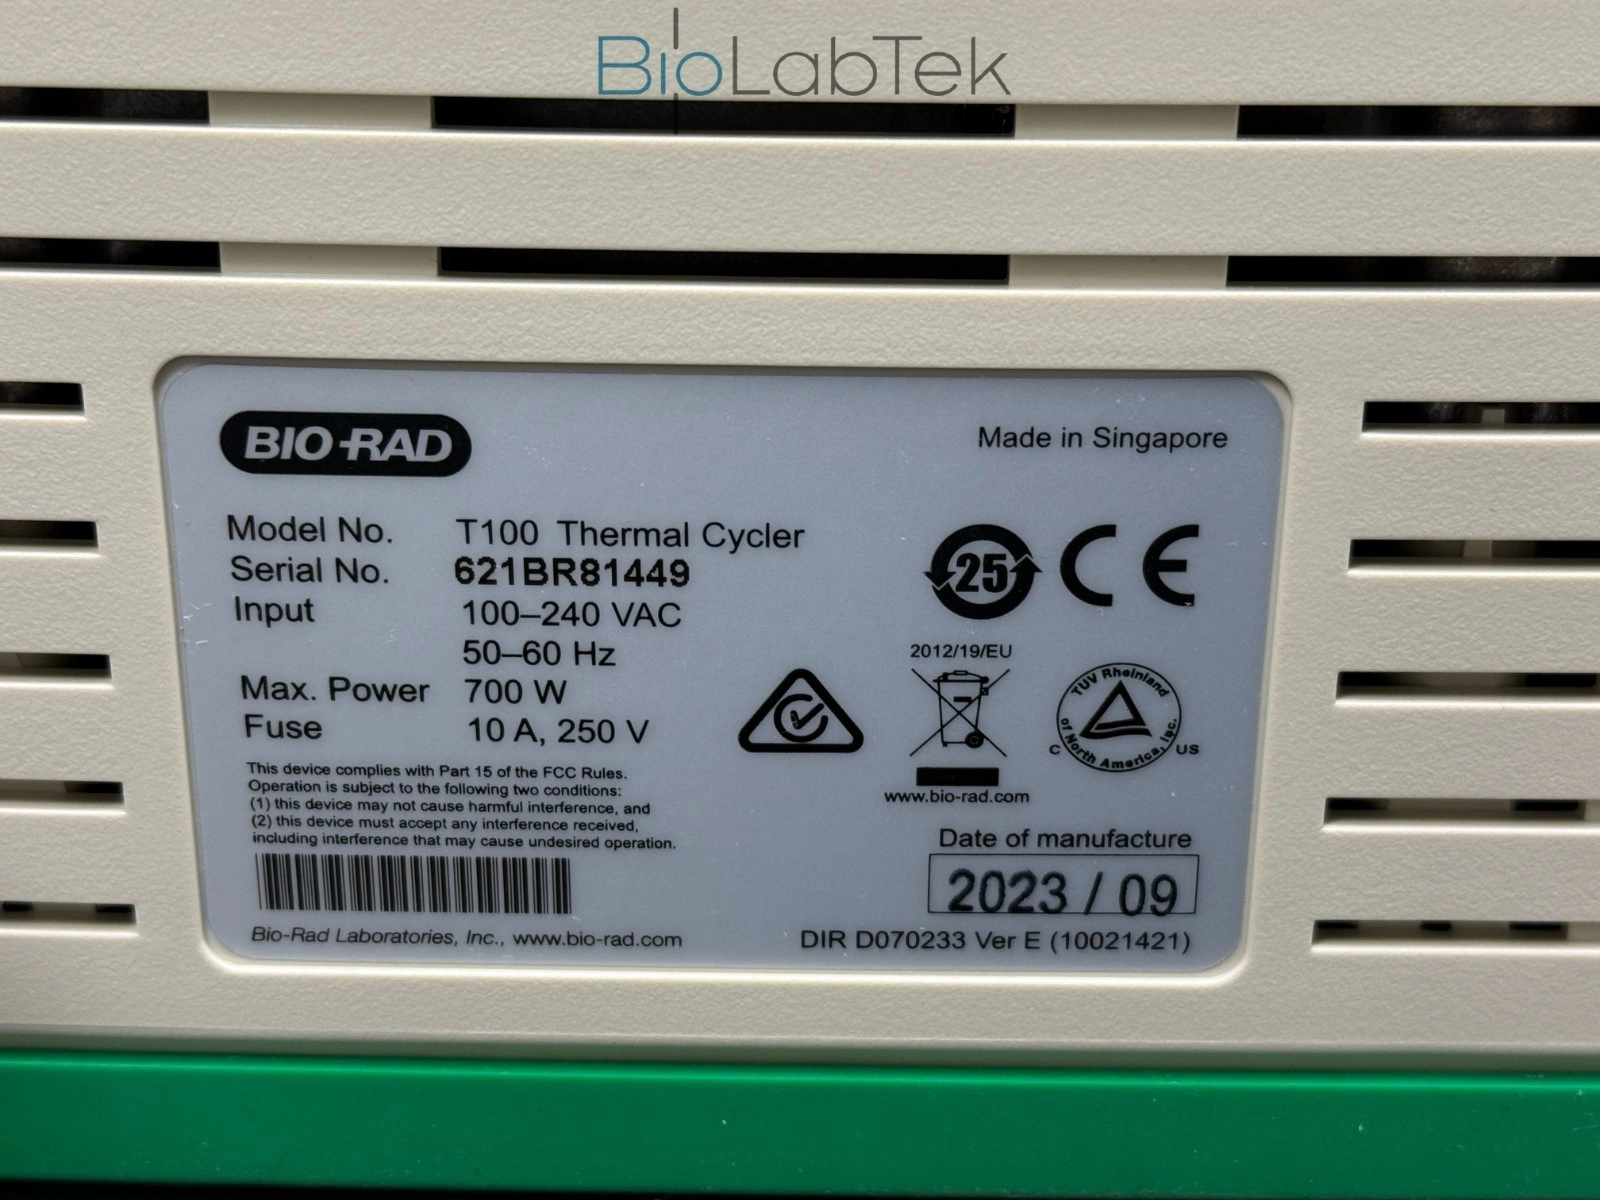 BioLabTek
BIO-RAD
Made in Singapore
Model No. T100 Thermal Cycler
Serial No. 621BR81449
Input 100–240 VAC
50–60 Hz
Max. Power 700 W
Fuse 10 A, 250 V
25
CE
2012/19/EU
TÜV Rheinland
of North America, Inc.
C US
www.bio-rad.com
This device complies with Part 15 of the FCC Rules.
Operation is subject to the following two conditions:
(1) this device may not cause harmful interference, and
(2) this device must accept any interference received,
including interference that may cause undesired operation.
Date of manufacture
2023 / 09
Bio-Rad Laboratories, Inc., www.bio-rad.com
DIR D070233 Ver E (10021421)